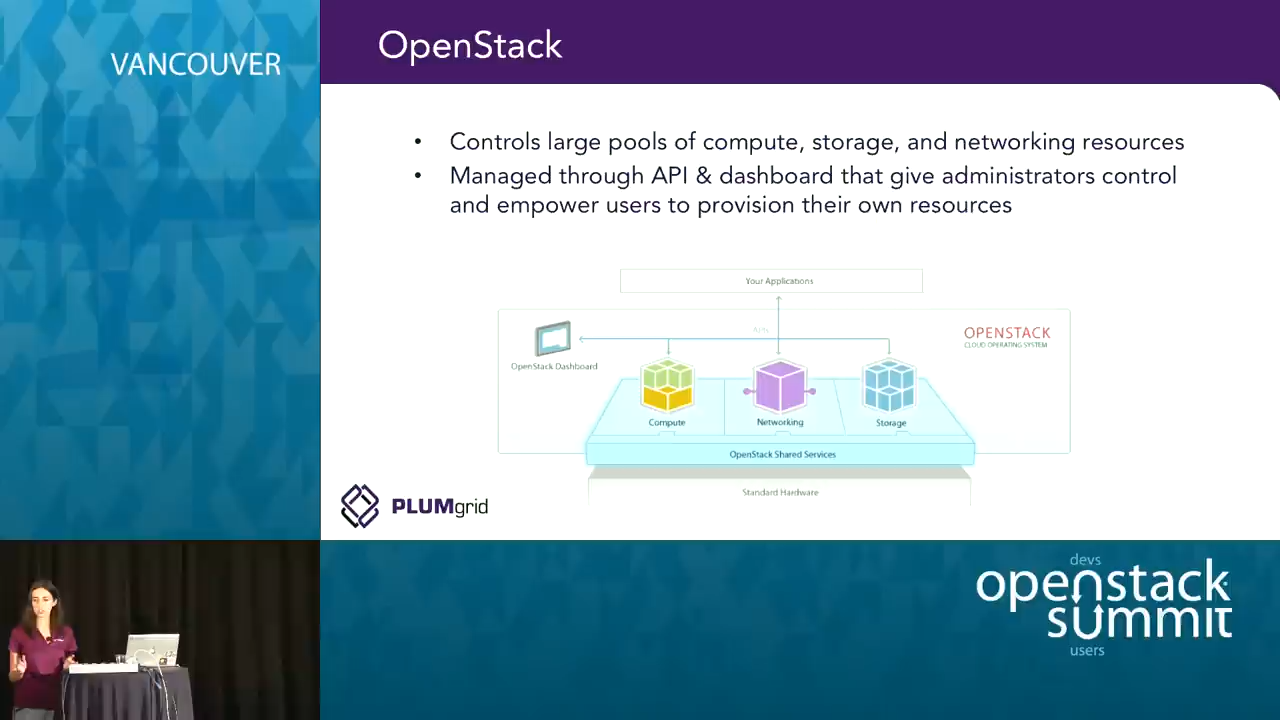 VANCOUVER
OpenStack
• Controls large pools of compute, storage, and networking resources
• Managed through API & dashboard that give administrators control
and empower users to provision their own resources
Your Applications
APIs
OPENSTACK
CLOUD OPERATING SYSTEM
OpenStack Dashboard
Compute
Networking
Storage
OpenStack Shared Services
Standard Hardware
PLUMgrid
devs
openstack
summit
users